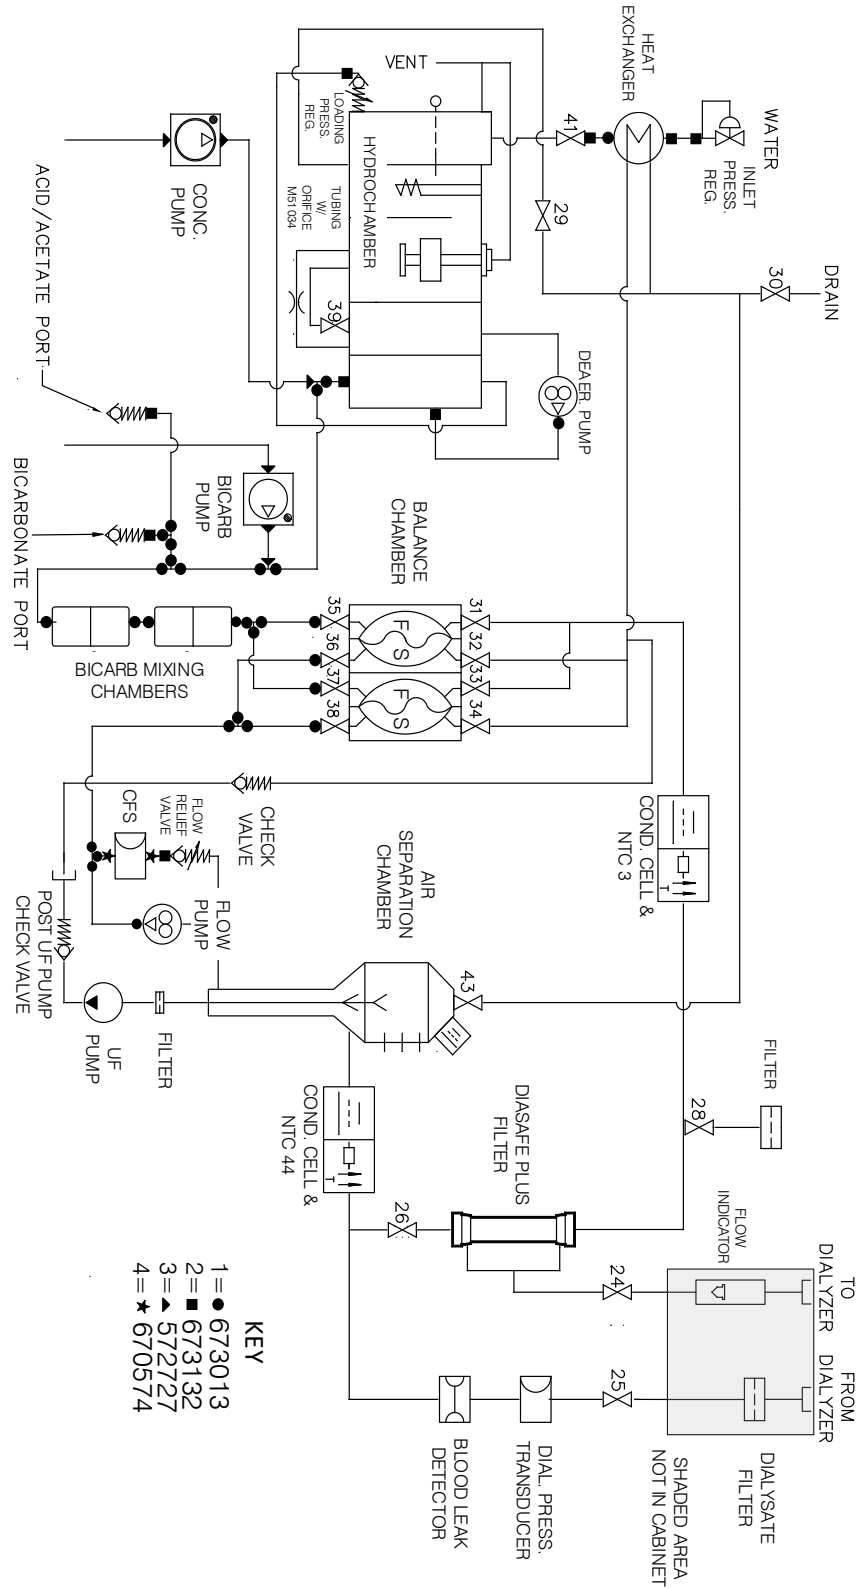 WATER
INLET
PRESS.
REG.
HEAT
EXCHANGER
41
VENT
LOADING
PRESS.
REG.
HYDROCHAMBER
TUBING
W/
ORIFICE
M51034
29
30
DRAIN
39
DEAER. PUMP
CONC.
PUMP
ACID/ACETATE PORT
BICARB
PUMP
BICARBONATE PORT
BICARB MIXING
CHAMBERS
BALANCE
CHAMBER
31
32
33
34
35
36
37
38
F
S
F
S
COND. CELL &
NTC 3
T
CHECK
VALVE
FLOW
RELIEF
VALVE
CFS
FLOW
PUMP
POST UF PUMP
CHECK VALVE
UF
PUMP
FILTER
AIR
SEPARATION
CHAMBER
43
COND. CELL &
NTC 44
T
26
DIASAFE PLUS
FILTER
28
FILTER
24
25
FLOW
INDICATOR
TO
DIALYZER
FROM
DIALYZER
DIALYSATE
FILTER
SHADED AREA
NOT IN CABINET
DIAL. PRESS.
TRANSDUCER
BLOOD LEAK
DETECTOR
KEY
1=● 673013
2=■ 673132
3=▲ 572727
4=★ 670574